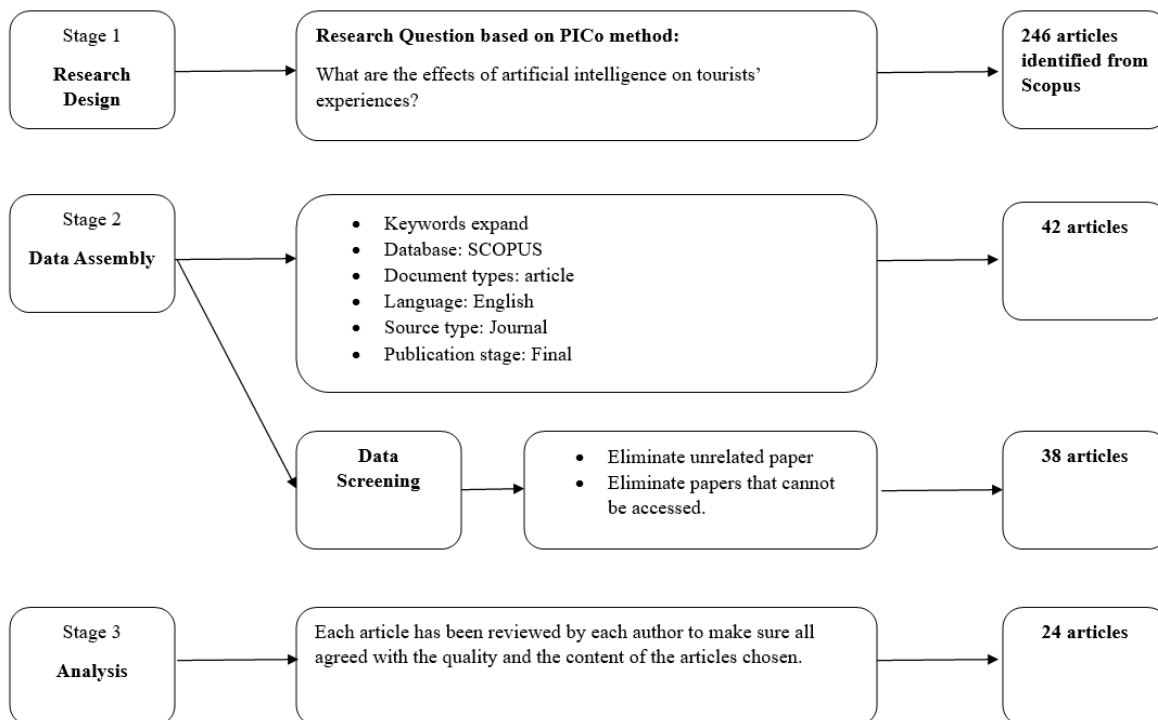 Stage 1
Research
Design
Research Question based on PICo method:
What are the effects of artificial intelligence on tourists’
experiences?
246 articles
identified from
Scopus
Stage 2
Data Assembly
• Keywords expand
• Database: SCOPUS
• Document types: article
• Language: English
• Source type: Journal
• Publication stage: Final
42 articles
Data
Screening
• Eliminate unrelated paper
• Eliminate papers that cannot
be accessed.
38 articles
Stage 3
Analysis
Each article has been reviewed by each author to make sure all
agreed with the quality and the content of the articles chosen.
24 articles